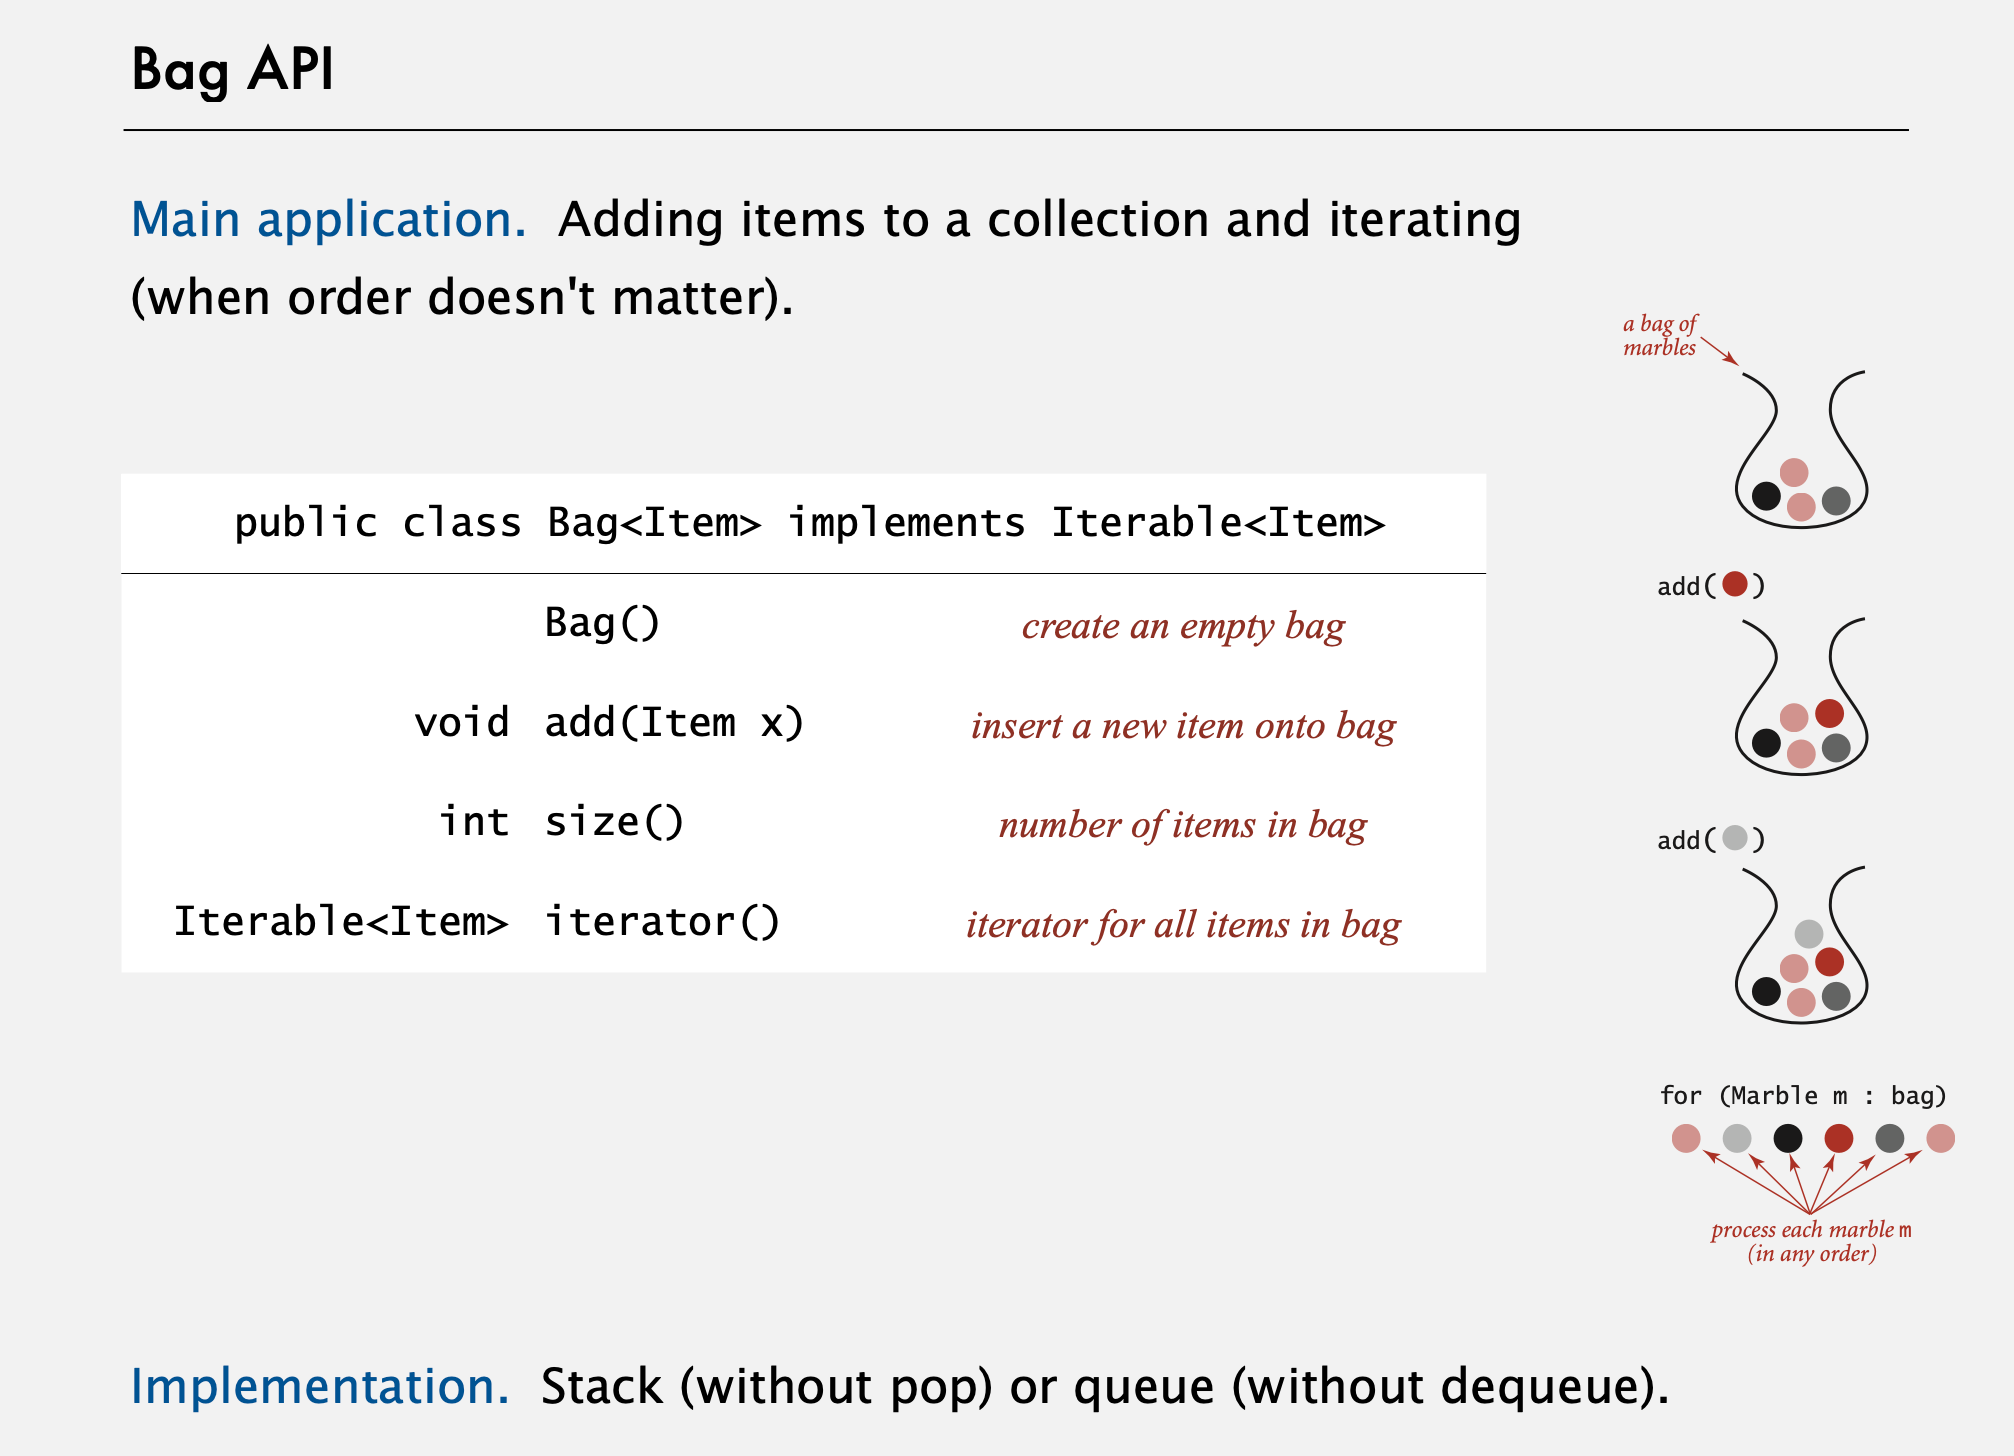 Bag API
Main application. Adding items to a collection and iterating
(when order doesn't matter).
public class Bag<Item> implements Iterable<Item>
Bag() create an empty bag
void add(Item x) insert a new item onto bag
int size() number of items in bag
Iterable<Item> iterator() iterator for all items in bag
a bag of
marbles
add( )
add( )
for (Marble m : bag)
process each marble m
(in any order)
Implementation. Stack (without pop) or queue (without dequeue).